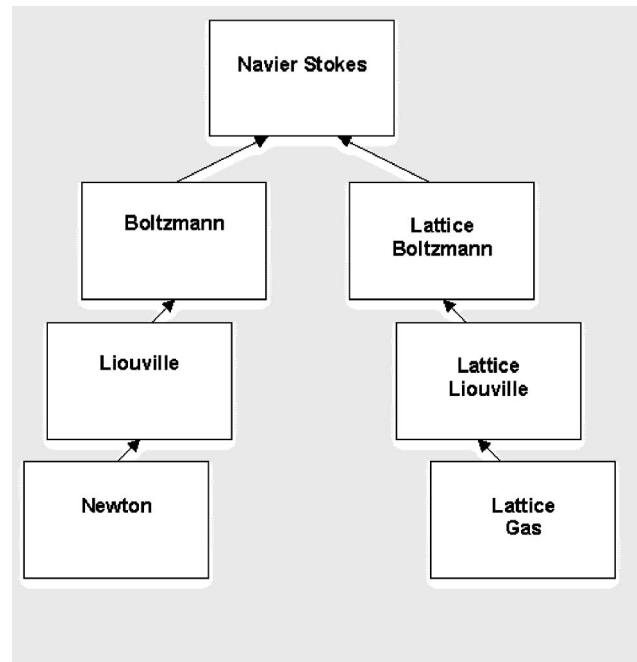 Navier Stokes
Boltzmann
Lattice
Boltzmann
Liouville
Lattice
Liouville
Newton
Lattice
Gas